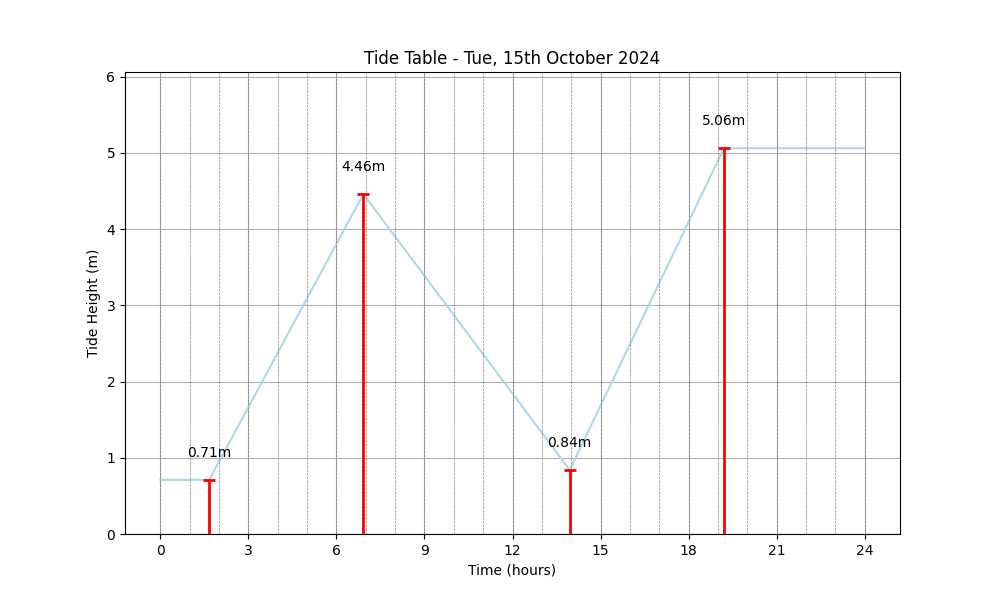 Tide Table - Tue, 15th October 2024
6
5
4
3
2
1
0
Tide Height (m)
5.06m
4.46m
0.84m
0.71m
0 3 6 9 12 15 18 21 24
Time (hours)